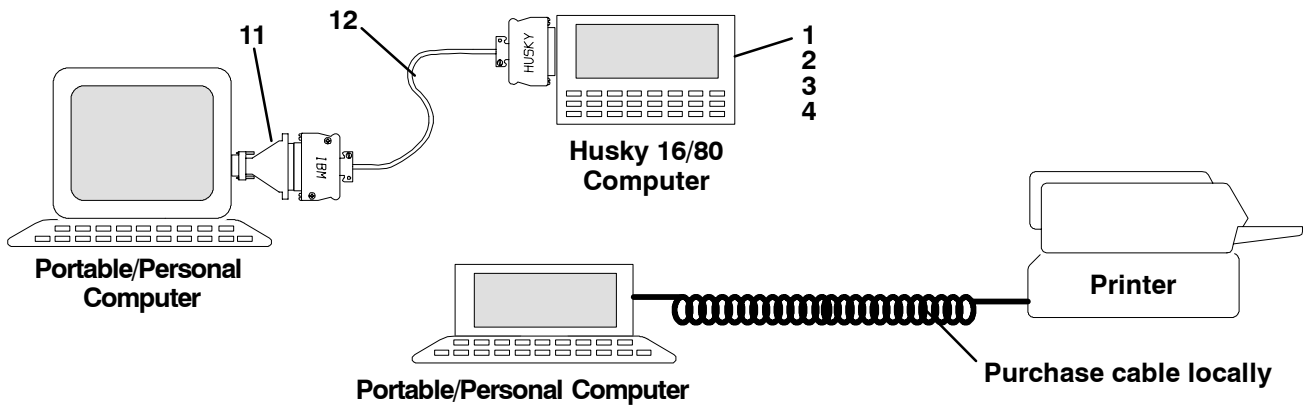 11
12
HUSKY
1
2
3
4
IBM
Husky 16/80
Computer
Portable/Personal
Computer
Printer
Purchase cable locally
Portable/Personal Computer